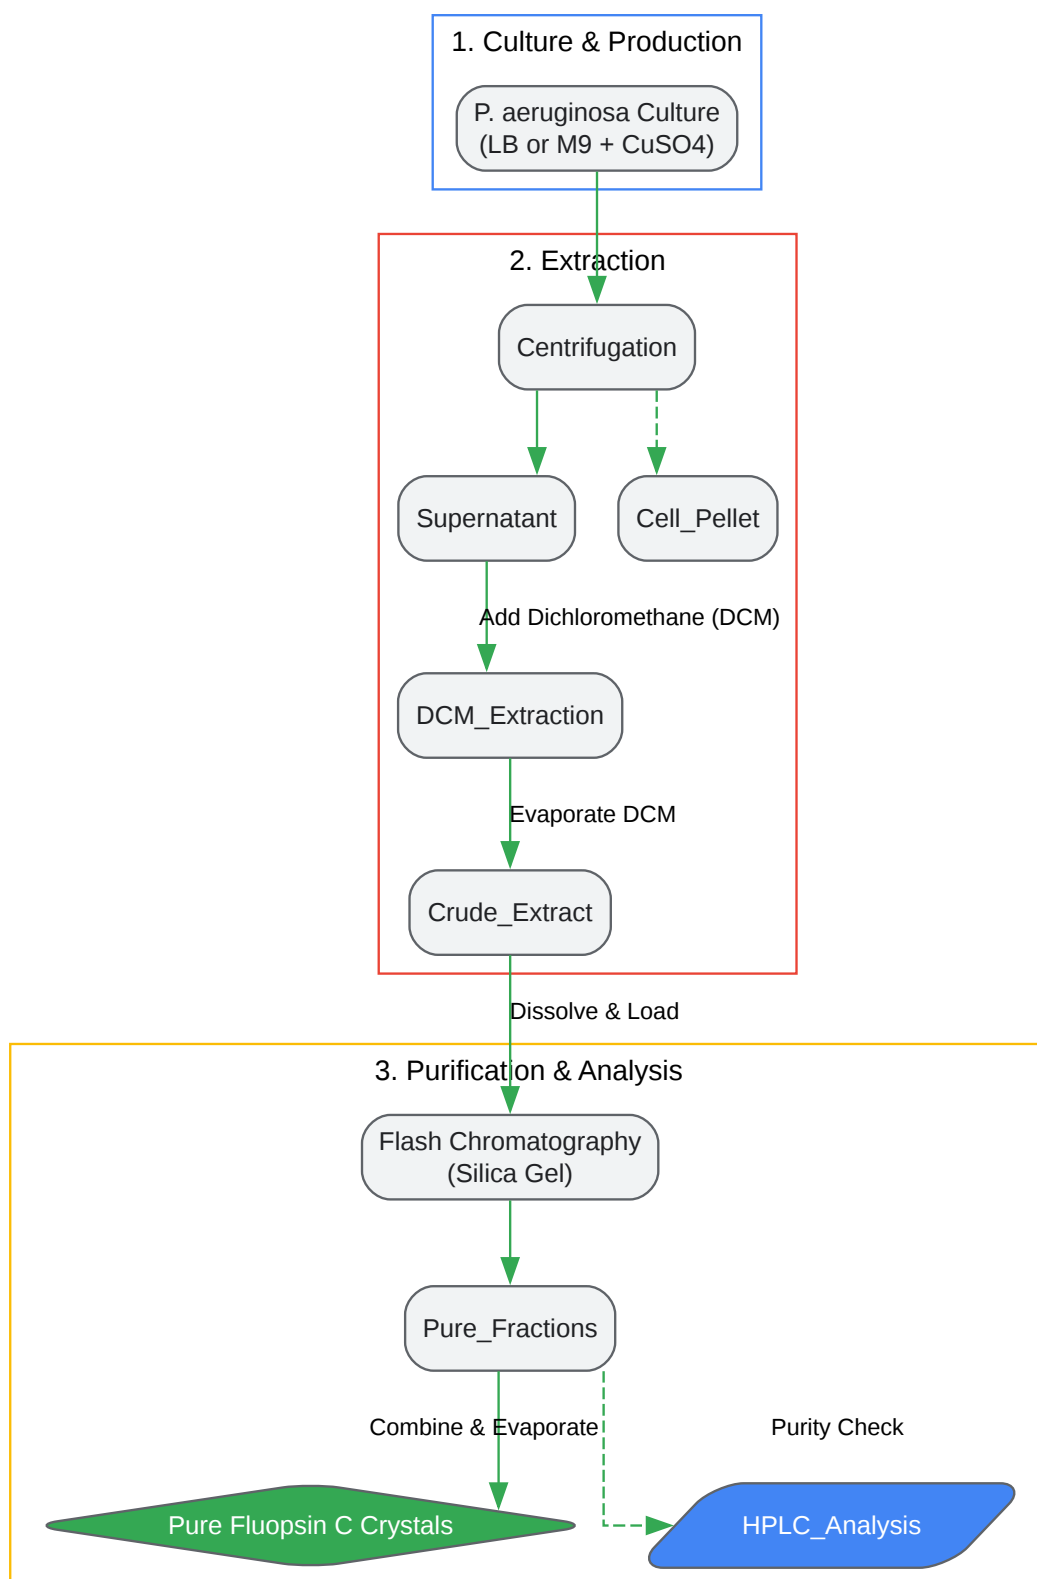 1. Culture & Production
P. aeruginosa Culture
(LB or M9 + CuSO4)
2. Extraction
Centrifugation
Supernatant
Cell_Pellet
Add Dichloromethane (DCM)
DCM_Extraction
Evaporate DCM
Crude_Extract
Dissolve & Load
3. Purification & Analysis
Flash Chromatography
(Silica Gel)
Pure_Fractions
Combine & Evaporate
Purity Check
Pure Fluopsin C Crystals
HPLC_Analysis